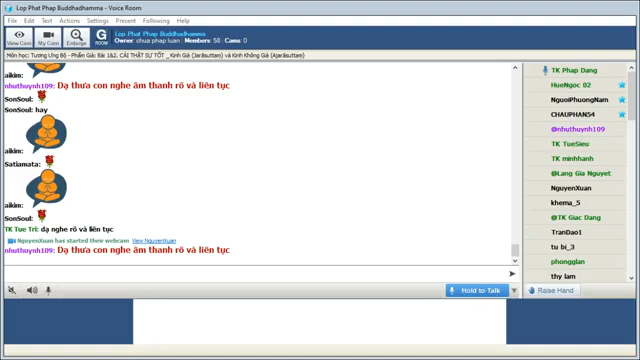 Lop Phat Phap Buddhadhamma - Voice Room
File Edit Text Actions Settings Present Following Help
View Cam My Cam Enlarge G ROOM
Lop Phat Phap Buddhadhamma
Owner: chua phap luan : Members: 58 : Cams: 0
Môn học: Tương Ưng Bộ - Phẩm Già: Bài 1&2. CÁI THẬT SỰ TỐT _ Kinh Già (Jarāsuttaṃ) và Kinh Không Già (Ajarāsuttaṃ)
aikim:
nhuthuynh109: Dạ thưa con nghe âm thanh rõ và liên tục
SonSoul:
SonSoul: hay
aikim:
Satiamata:
aikim:
SonSoul:
TK Tue Tri: dạ nghe rõ và liên tục
NguyenXuan has started their webcam View NguyenXuan
nhuthuynh109: Dạ thưa con nghe âm thanh rõ và liên tục
Hold to Talk
TK Phap Dang
HueNgoc 02
NguoiPhuongNam
CHAUPHAN54
@nhuthuynh109
TK TueSieu
TK minhhanh
@Lang Gia Nguyet
NguyenXuan
khema_5
@TK Giac Dang
TranDao1
tu bi_3
phongglan
thy lam
Raise Hand